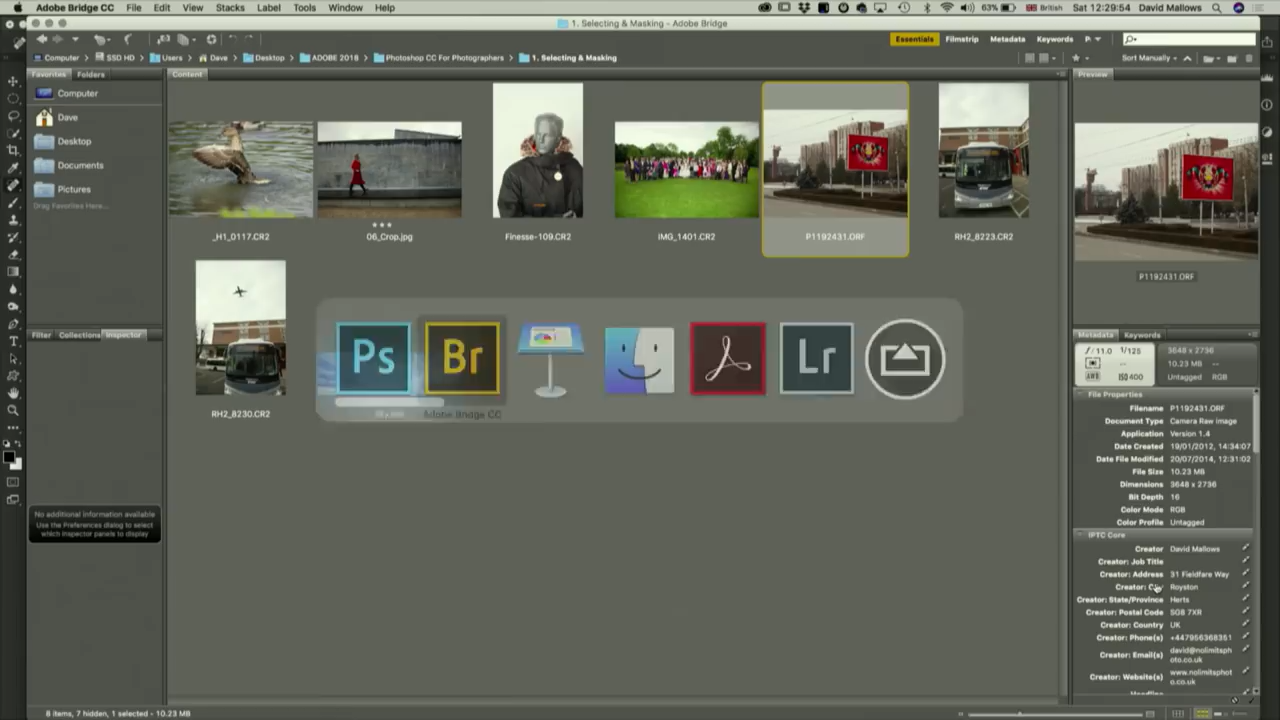 Adobe Bridge CC File Edit View Stacks Label Tools Window Help 63% British Sat 12:29:54 David Mallows
1. Selecting & Masking - Adobe Bridge
Essentials Filmstrip Metadata Keywords P
Computer SSD HD Users Dave Desktop ADOBE 2018 Photoshop CC For Photographers 1. Selecting & Masking Sort Manually
Favorites Folders
Computer
Dave
Desktop
Documents
Pictures
Drag Favorites Here...
Content
_H1_0117.CR2
06_Crop.jpg
Finesse-109.CR2
IMG_1401.CR2
P1192431.ORF
RH2_8223.CR2
RH2_8230.CR2
Ps
Br
Lr
Adobe Bridge CC
Filter Collections Inspector
No additional information available
Use the Preferences dialog to select
which Inspector panels to display
Preview
P1192431.ORF
Metadata Keywords
f / 11.0 1/125
AWB ISO 400
3648 x 2736
10.23 MB --
Untagged RGB
File Properties
Filename P1192431.ORF
Document Type Camera Raw image
Application Version 1.4
Date Created 19/01/2012, 14:34:07
Date File Modified 20/07/2014, 12:31:02
File Size 10.23 MB
Dimensions 3648 x 2736
Bit Depth 16
Color Mode RGB
Color Profile Untagged
IPTC Core
Creator David Mallows
Creator: Job Title
Creator: Address 31 Fieldfare Way
Creator: Royston
Creator: State/Province Herts
Creator: Postal Code SG8 7XR
Creator: Country UK
Creator: Phone(s) +447956368351
Creator: Email(s) david@nolimitsph
oto.co.uk
Creator: Website(s) www.nolimitsphot
o.co.uk
8 items, 7 hidden, 1 selected - 10.23 MB